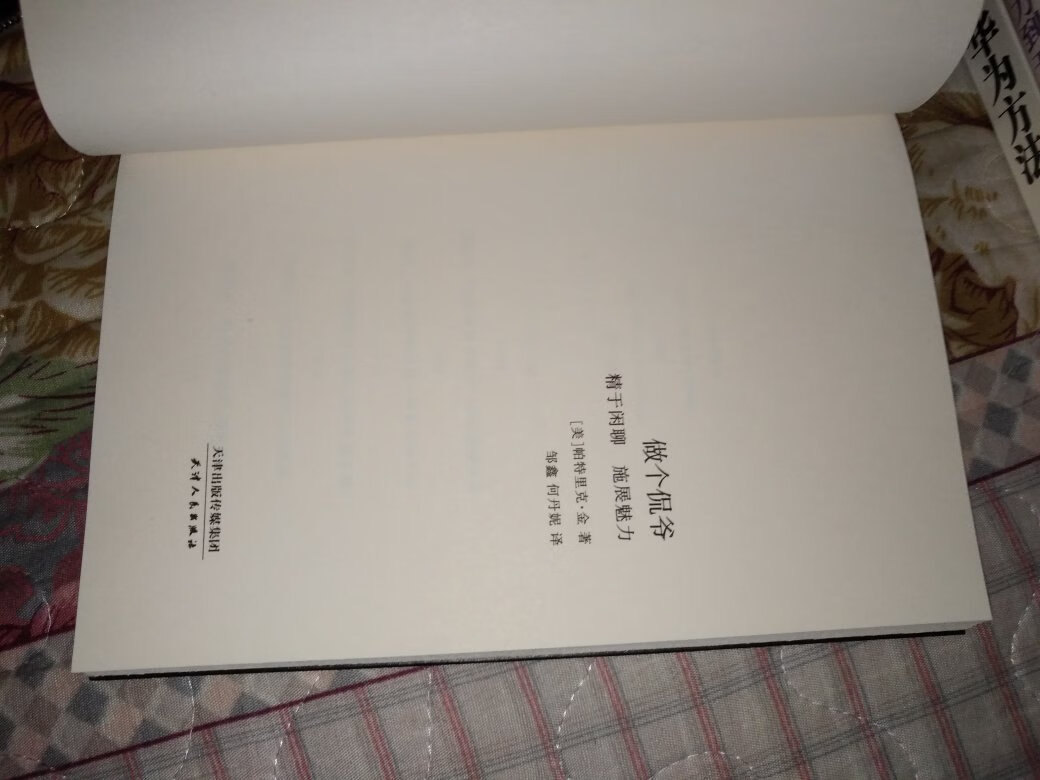 做个侃爷
精于闲聊 施展魅力
[美]帕特里克·金 著
邹鑫 何丹妮 译
天津出版传媒集团
天津人民出版社
华为方法